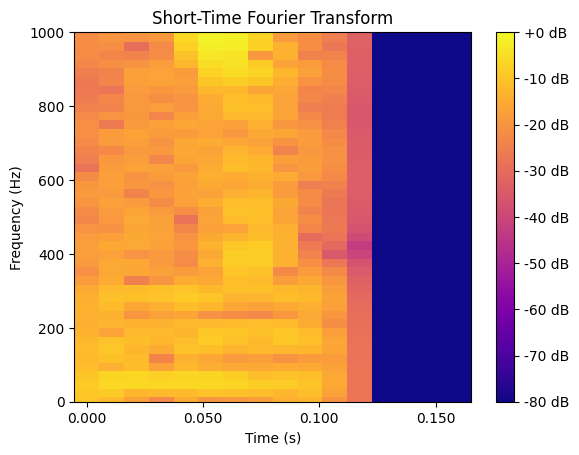 Short-Time Fourier Transform
1000
800
600
400
200
0
Frequency (Hz)
0.000
0.050
0.100
0.150
Time (s)
+0 dB
-10 dB
-20 dB
-30 dB
-40 dB
-50 dB
-60 dB
-70 dB
-80 dB